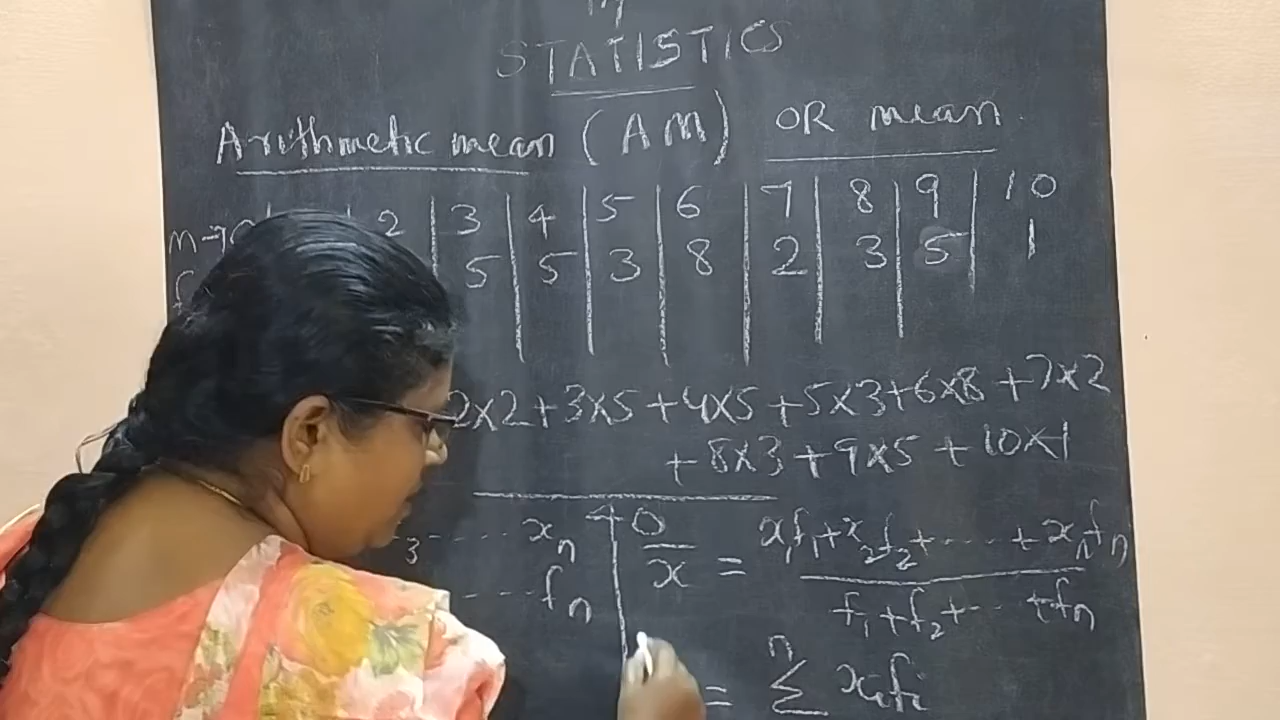 STATISTICS
Arithmetic mean (AM) OR mean
2 3 4 5 6 7 8 9 10
f 5 5 3 8 2 3 5 1
2×2+3×5+4×5+5×3+6×8+7×2
+8×3+9×5+10×1
40
3 ..... xₙ
..... fₙ
x̄ = x₁f₁+x₂f₂+.....+xₙfₙ
f₁+f₂+...+fₙ
= n Σ xᵢfᵢ